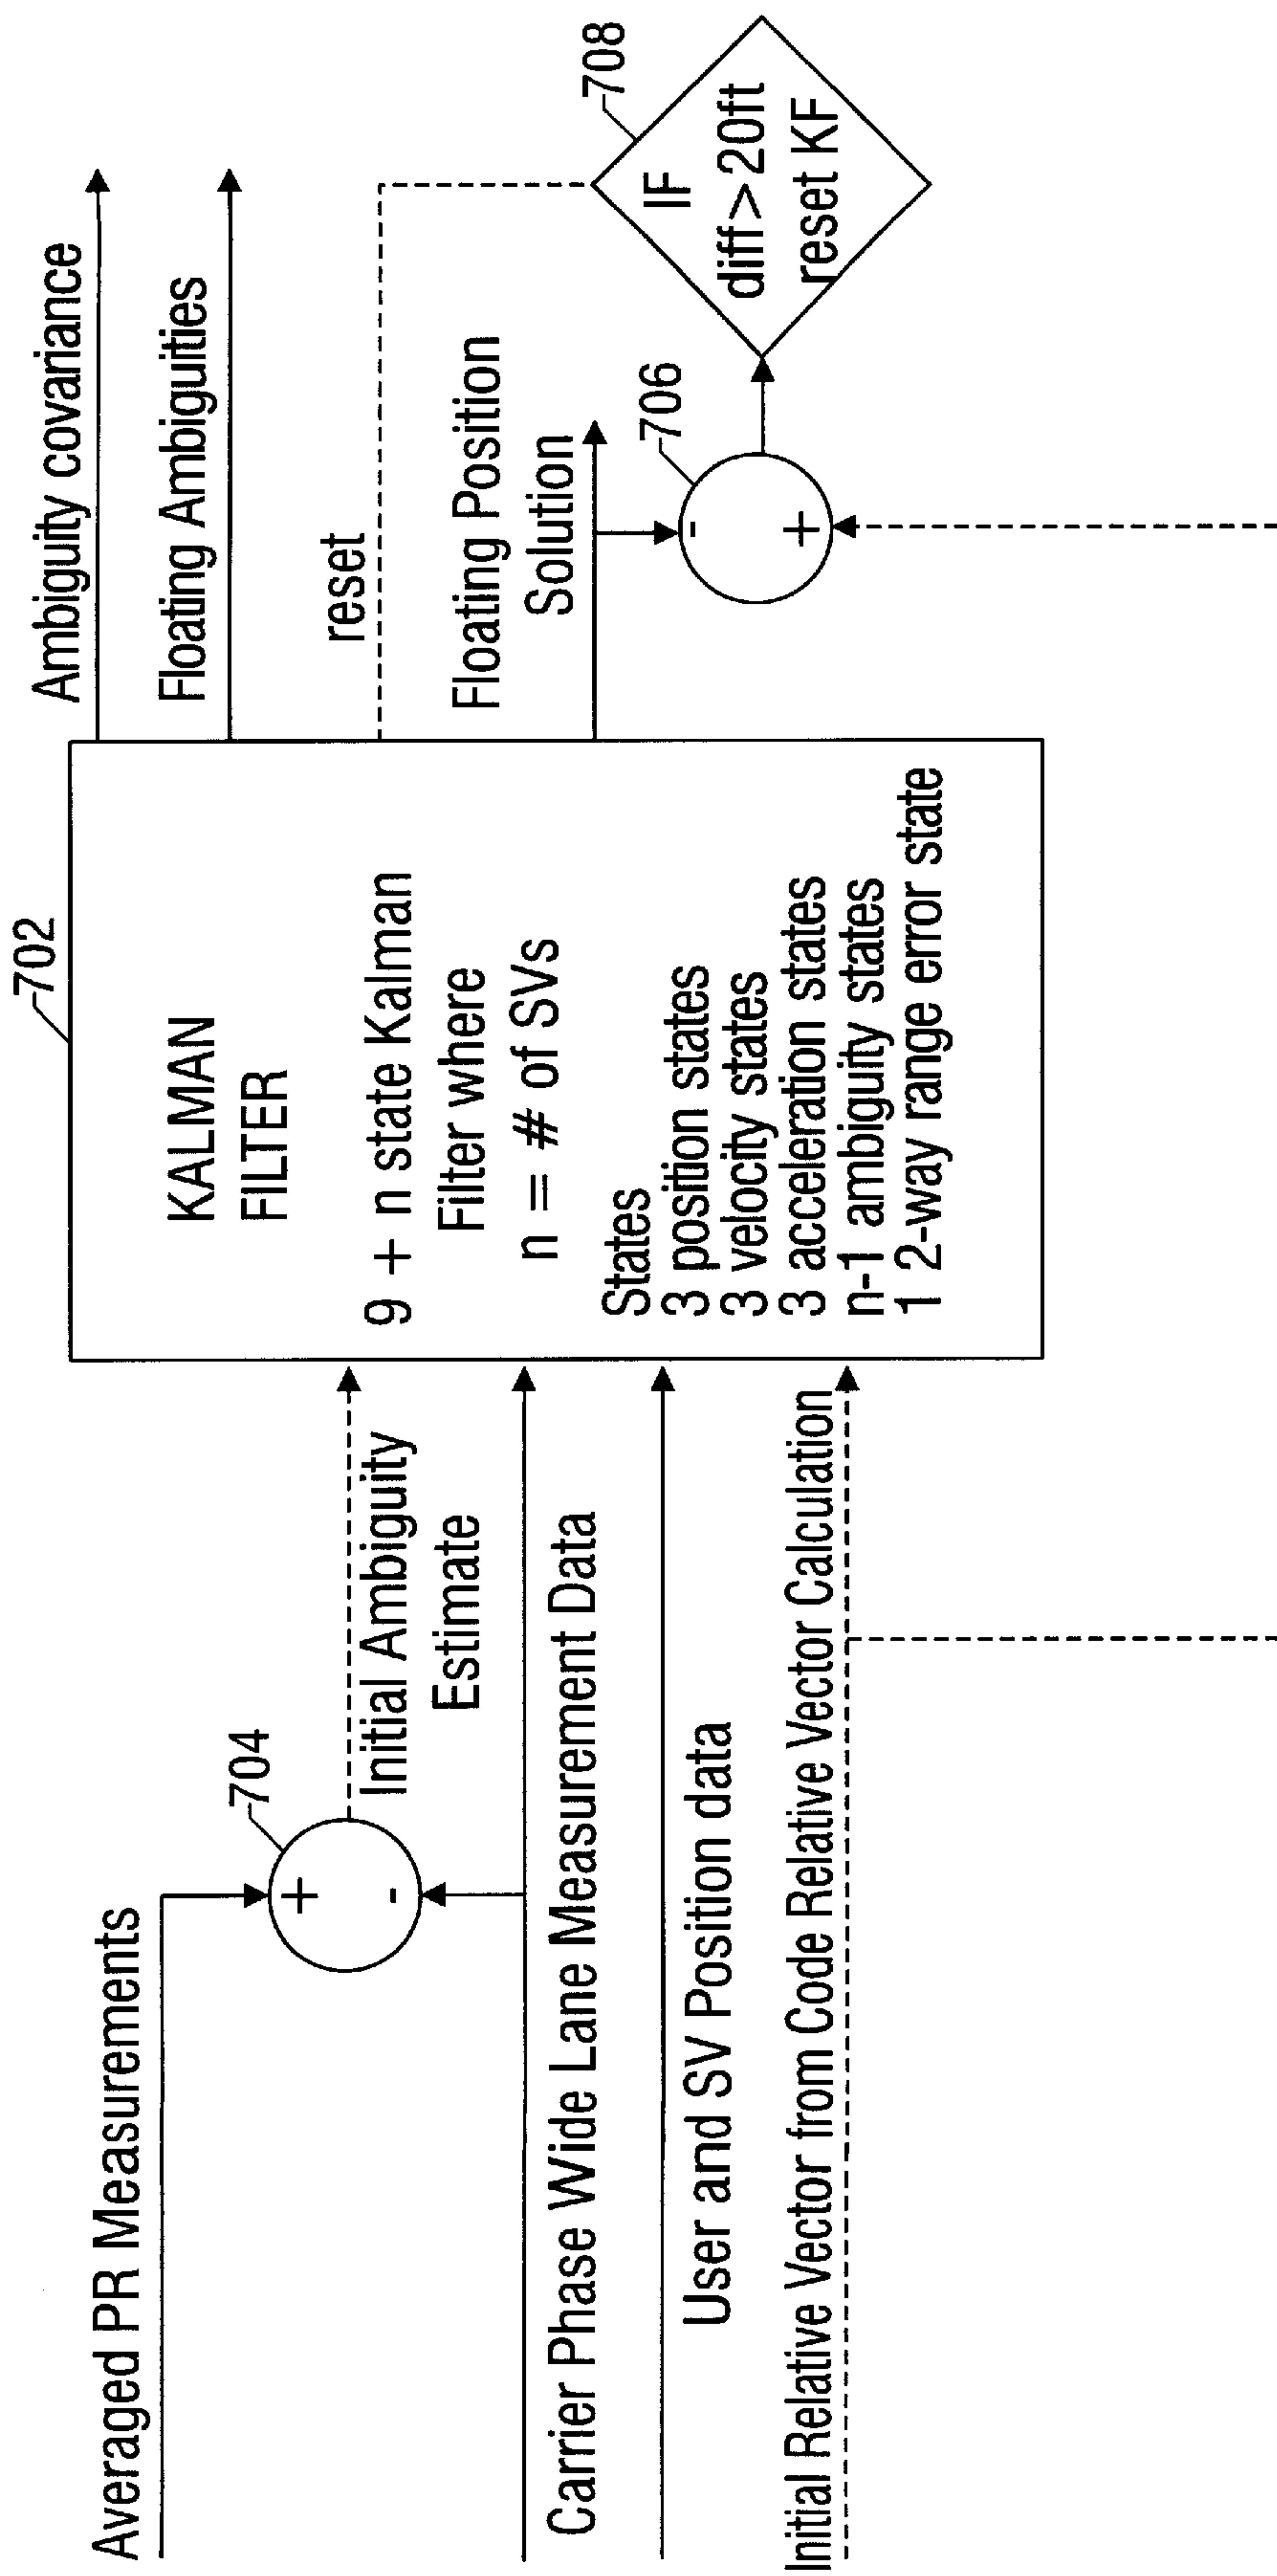 Averaged PR Measurements
704
+
-
Initial Ambiguity
Estimate
Carrier Phase Wide Lane Measurement Data
User and SV Position data
Initial Relative Vector from Code Relative Vector Calculation
702
KALMAN
FILTER
9 + n state Kalman
Filter where
n = # of SVs
States
3 position states
3 velocity states
3 acceleration states
n-1 ambiguity states
1 2-way range error state
Ambiguity covariance
Floating Ambiguities
reset
Floating Position
Solution
706
-
+
708
IF
diff>20ft
reset KF